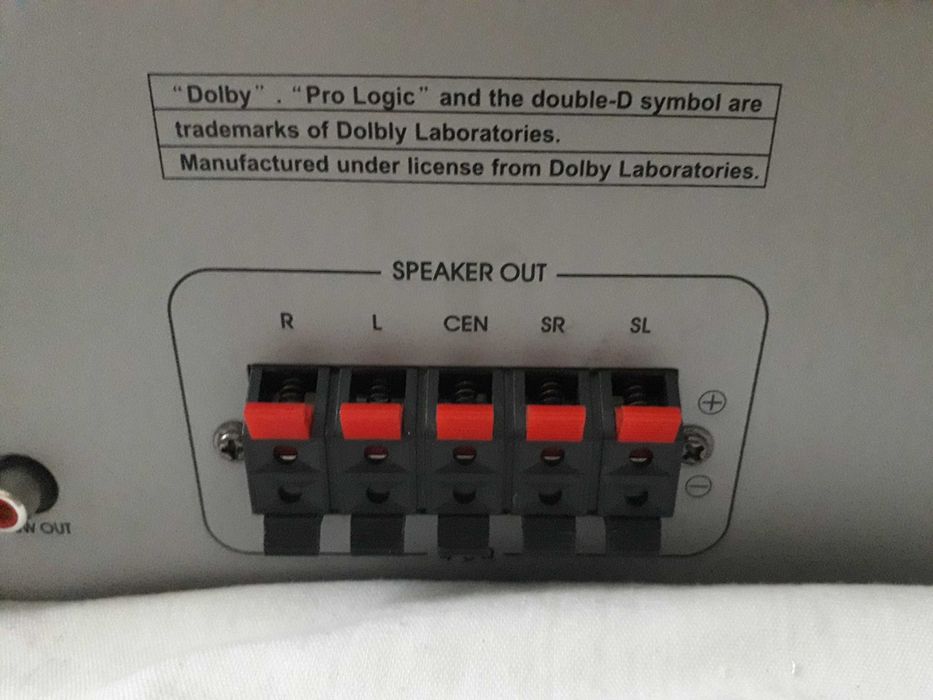 “Dolby” . “Pro Logic” and the double-D symbol are
trademarks of Dolbly Laboratories.
Manufactured under license from Dolby Laboratories.
SPEAKER OUT
R L CEN SR SL
+
−
OUT